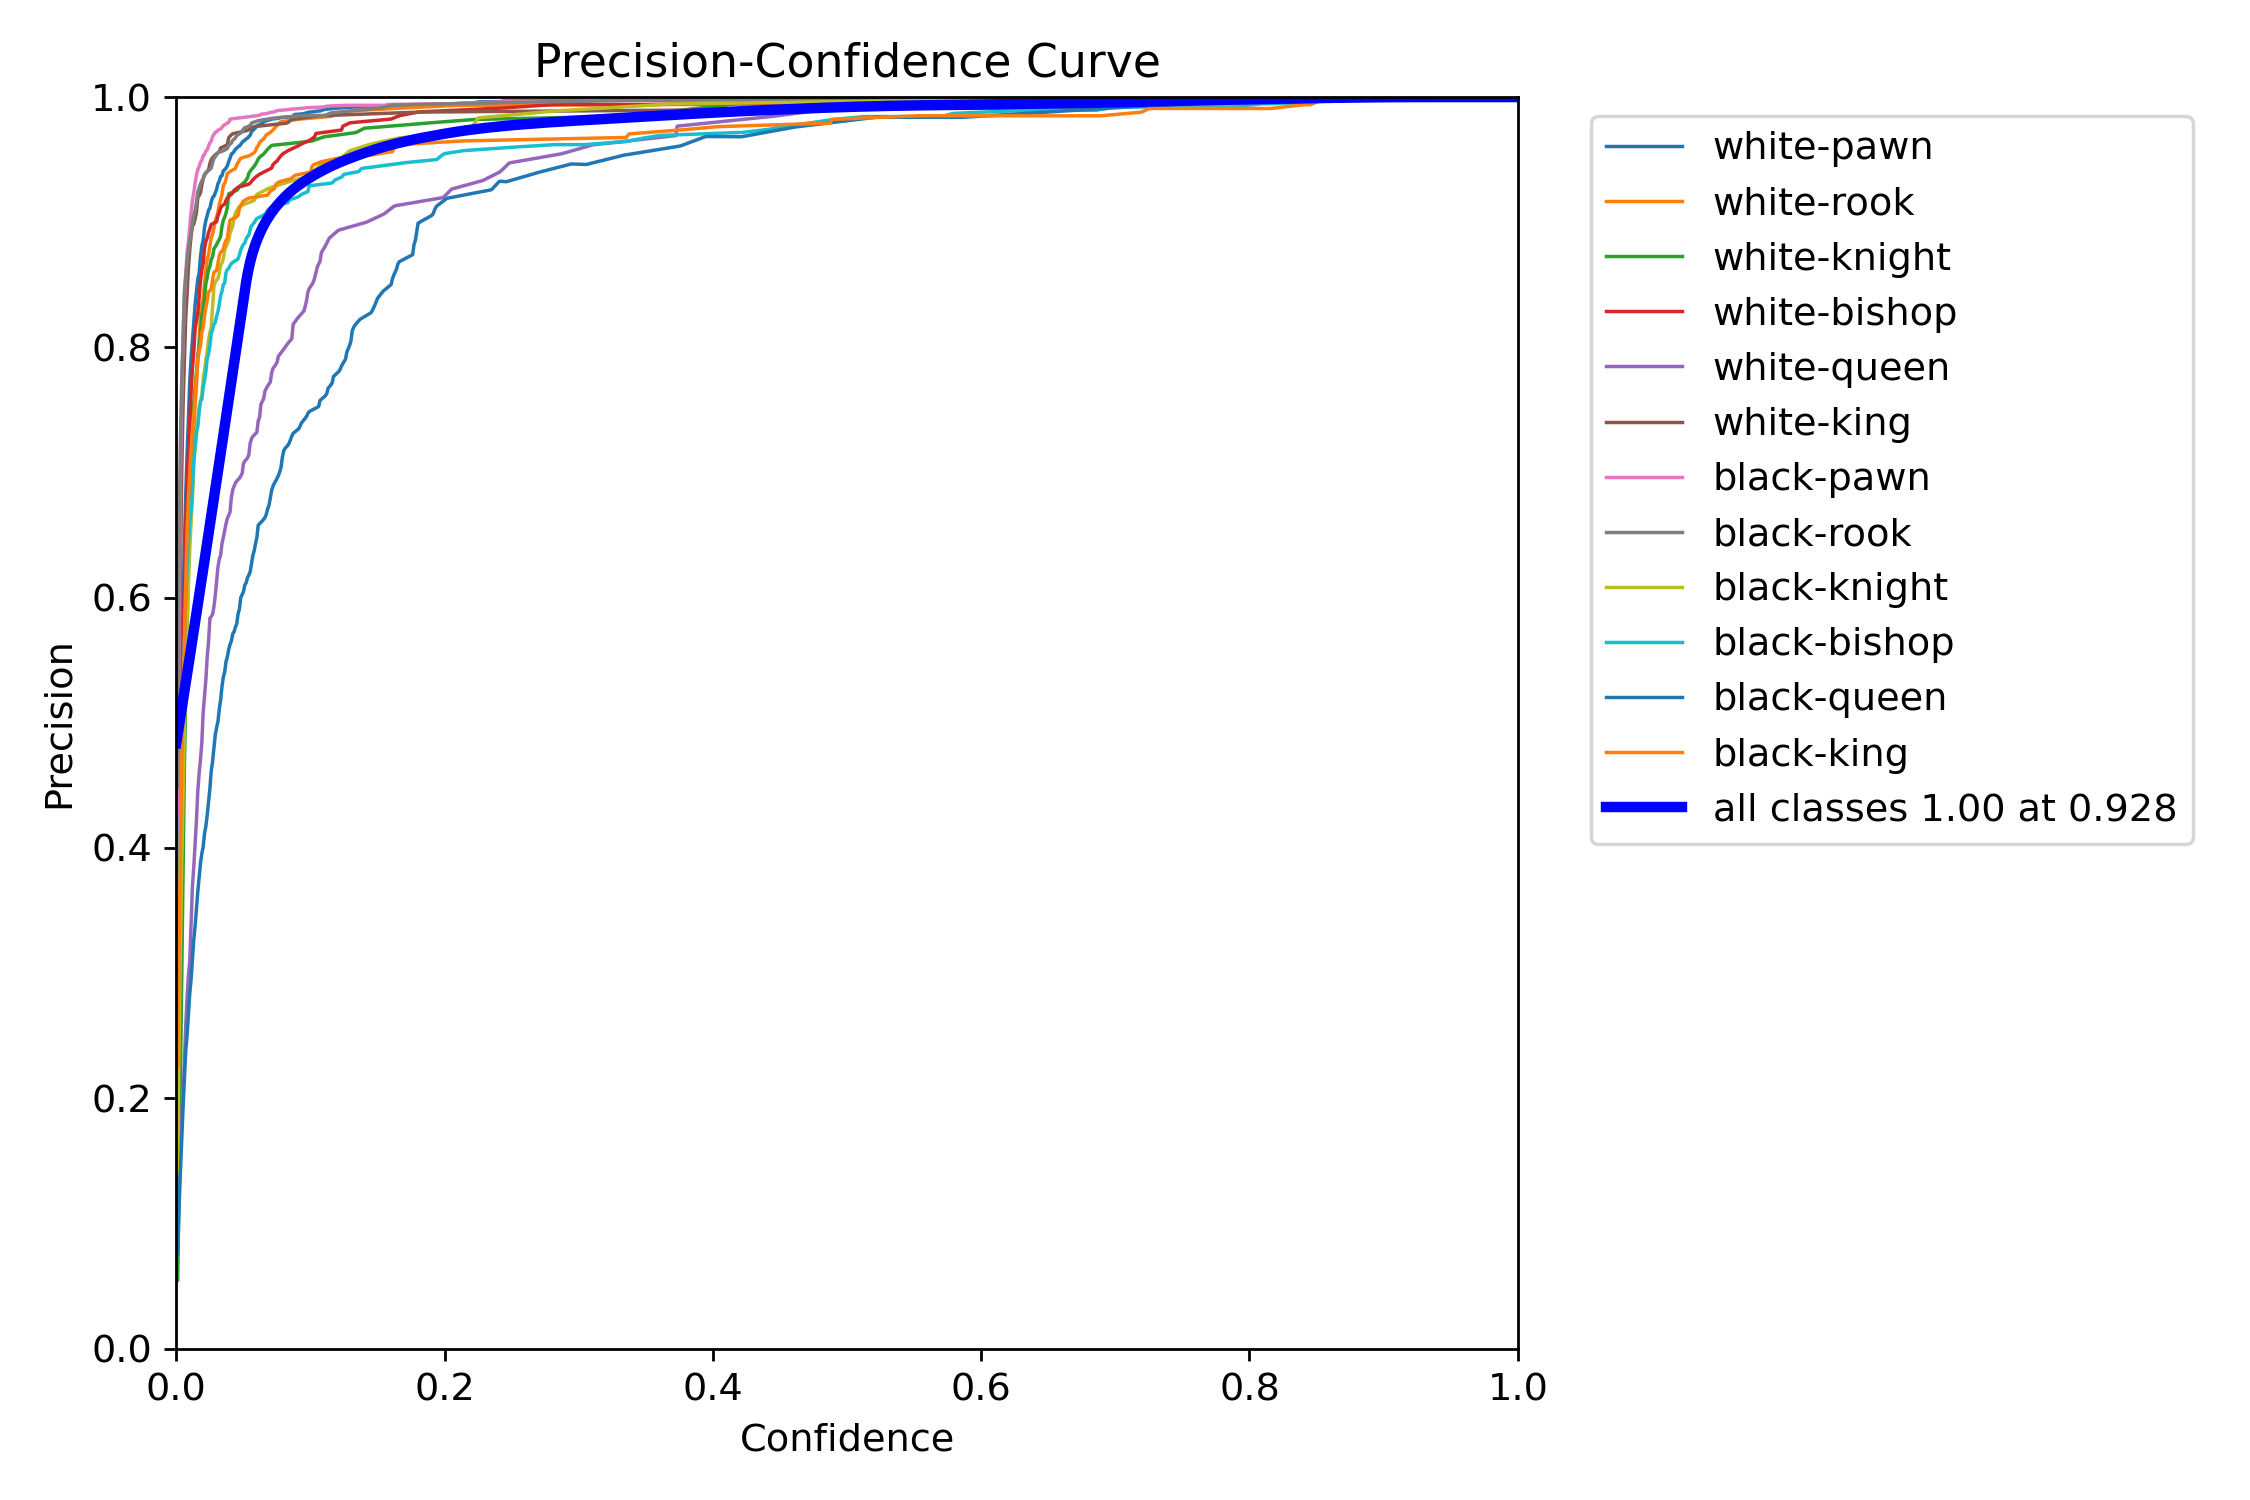 Precision-Confidence Curve
1.0
0.8
0.6
0.4
0.2
0.0
Precision
0.0 0.2 0.4 0.6 0.8 1.0
Confidence
white-pawn
white-rook
white-knight
white-bishop
white-queen
white-king
black-pawn
black-rook
black-knight
black-bishop
black-queen
black-king
all classes 1.00 at 0.928